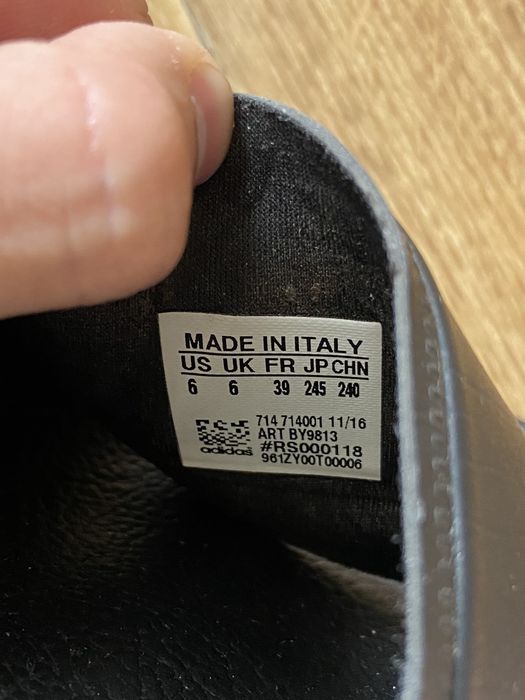 MADE IN ITALY
US UK FR JP CHN
6 6 39 245 240
714 714001 11/16
ART BY9813
#RS000118
adidas
961ZY00T00006